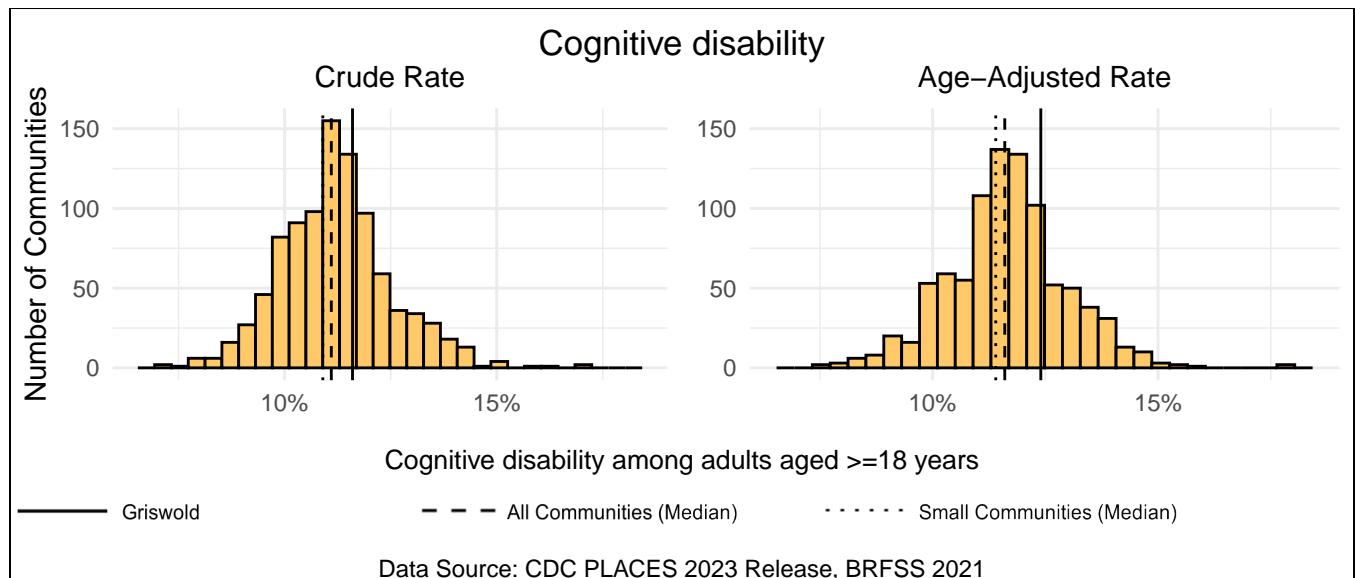 Cognitive disability
Crude Rate
Age−Adjusted Rate
Number of Communities
150
100
50
0
10%
15%
150
100
50
0
10%
15%
Cognitive disability among adults aged >=18 years
Griswold
All Communities (Median)
Small Communities (Median)
Data Source: CDC PLACES 2023 Release, BRFSS 2021